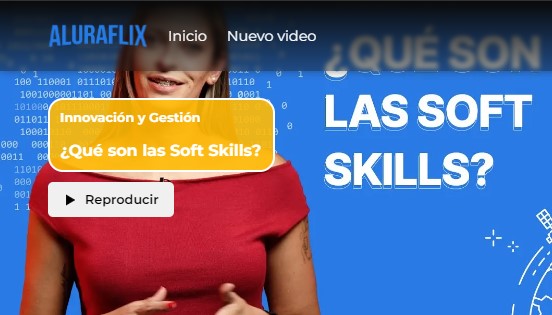 ALURAFLIX
Inicio
Nuevo video
¿QUÉ SON
LAS SOFT
SKILLS?
Innovación y Gestión
¿Qué son las Soft Skills?
Reproducir